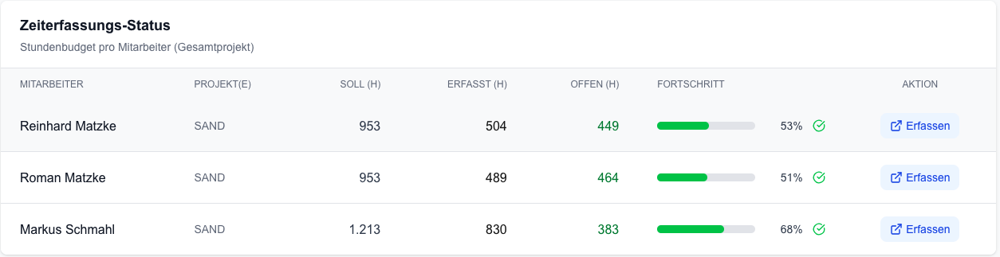 Zeiterfassungs-Status
Stundenbudget pro Mitarbeiter (Gesamtprojekt)
MITARBEITER PROJEKT(E) SOLL (H) ERFASST (H) OFFEN (H) FORTSCHRITT AKTION
Reinhard Matzke SAND 953 504 449 53% Erfassen
Roman Matzke SAND 953 489 464 51% Erfassen
Markus Schmahl SAND 1.213 830 383 68% Erfassen